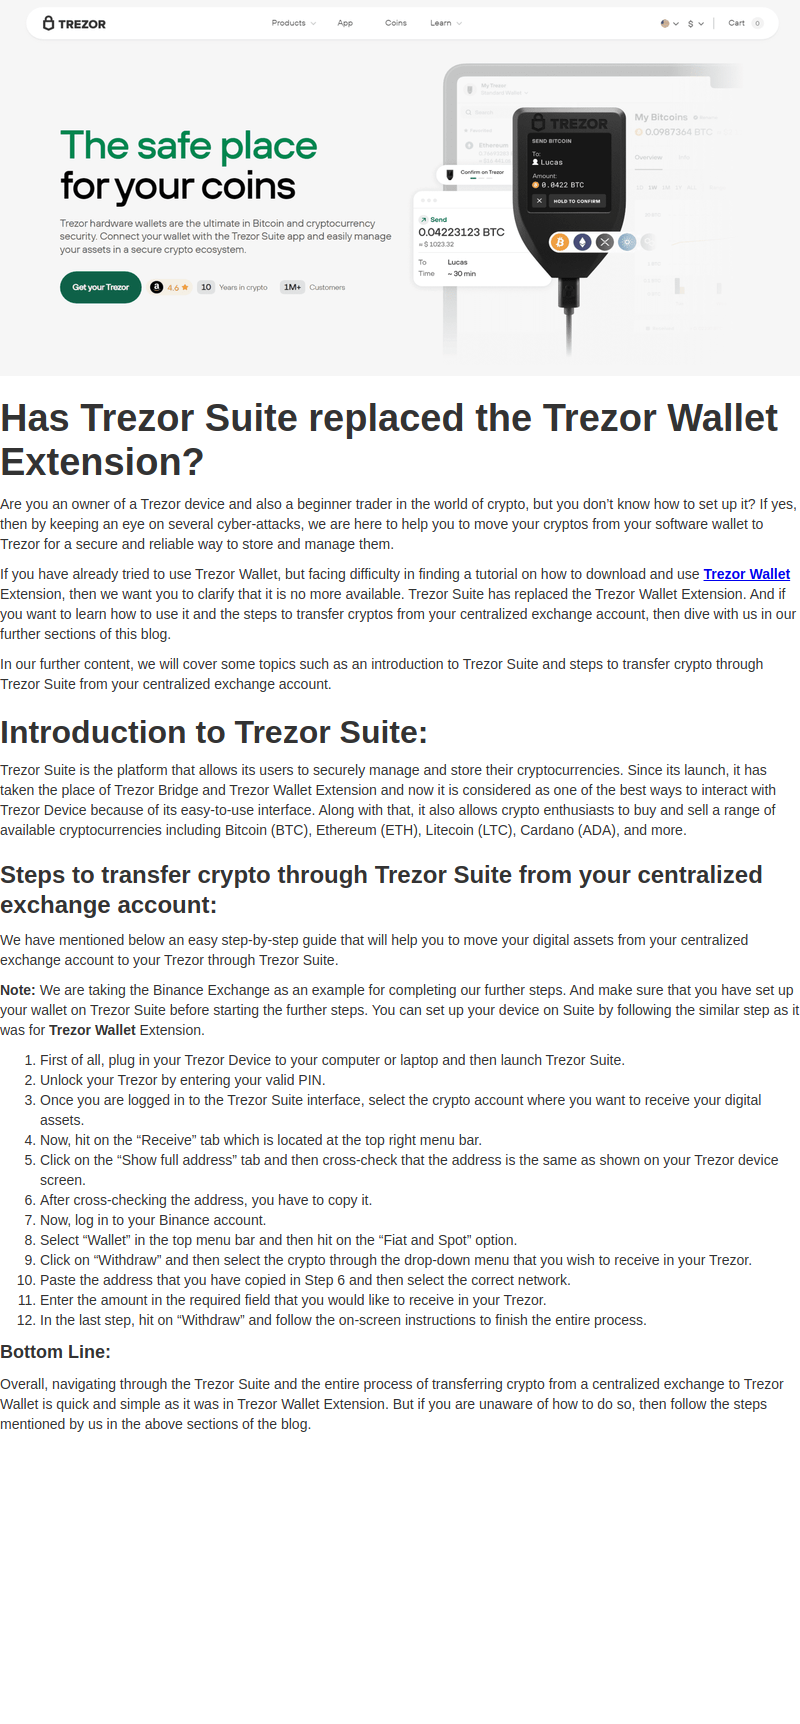 TREZOR
Products
App
Coins
Learn
$
Cart
0
The safe place
for your coins
Trezor hardware wallets are the ultimate in Bitcoin and cryptocurrency
security. Connect your wallet with the Trezor Suite app and easily manage
your assets in a secure crypto ecosystem.
Get your Trezor
a
4.6
10
Years in crypto
1M+
Customers
My Trezor
Ethereum
Confirm on Trezor
Send
0.04223123 BTC
≈ $ 1023.32
To
Lucas
Time
~ 30 min
TREZOR
SEND BITCOIN
To:
Lucas
Amount:
0.0422 BTC
HOLD TO CONFIRM
My Bitcoins
0.0987364 BTC
Overview
Has Trezor Suite replaced the Trezor Wallet
Extension?
Are you an owner of a Trezor device and also a beginner trader in the world of crypto, but you don’t know how to set up it? If yes,
then by keeping an eye on several cyber-attacks, we are here to help you to move your cryptos from your software wallet to
Trezor for a secure and reliable way to store and manage them.
If you have already tried to use Trezor Wallet, but facing difficulty in finding a tutorial on how to download and use Trezor Wallet
Extension, then we want you to clarify that it is no more available. Trezor Suite has replaced the Trezor Wallet Extension. And if
you want to learn how to use it and the steps to transfer cryptos from your centralized exchange account, then dive with us in our
further sections of this blog.
In our further content, we will cover some topics such as an introduction to Trezor Suite and steps to transfer crypto through
Trezor Suite from your centralized exchange account.
Introduction to Trezor Suite:
Trezor Suite is the platform that allows its users to securely manage and store their cryptocurrencies. Since its launch, it has
taken the place of Trezor Bridge and Trezor Wallet Extension and now it is considered as one of the best ways to interact with
Trezor Device because of its easy-to-use interface. Along with that, it also allows crypto enthusiasts to buy and sell a range of
available cryptocurrencies including Bitcoin (BTC), Ethereum (ETH), Litecoin (LTC), Cardano (ADA), and more.
Steps to transfer crypto through Trezor Suite from your centralized
exchange account:
We have mentioned below an easy step-by-step guide that will help you to move your digital assets from your centralized
exchange account to your Trezor through Trezor Suite.
Note: We are taking the Binance Exchange as an example for completing our further steps. And make sure that you have set up
your wallet on Trezor Suite before starting the further steps. You can set up your device on Suite by following the similar step as it
was for Trezor Wallet Extension.
1. First of all, plug in your Trezor Device to your computer or laptop and then launch Trezor Suite.
2. Unlock your Trezor by entering your valid PIN.
3. Once you are logged in to the Trezor Suite interface, select the crypto account where you want to receive your digital
assets.
4. Now, hit on the “Receive” tab which is located at the top right menu bar.
5. Click on the “Show full address” tab and then cross-check that the address is the same as shown on your Trezor device
screen.
6. After cross-checking the address, you have to copy it.
7. Now, log in to your Binance account.
8. Select “Wallet” in the top menu bar and then hit on the “Fiat and Spot” option.
9. Click on “Withdraw” and then select the crypto through the drop-down menu that you wish to receive in your Trezor.
10. Paste the address that you have copied in Step 6 and then select the correct network.
11. Enter the amount in the required field that you would like to receive in your Trezor.
12. In the last step, hit on “Withdraw” and follow the on-screen instructions to finish the entire process.
Bottom Line:
Overall, navigating through the Trezor Suite and the entire process of transferring crypto from a centralized exchange to Trezor
Wallet is quick and simple as it was in Trezor Wallet Extension. But if you are unaware of how to do so, then follow the steps
mentioned by us in the above sections of the blog.